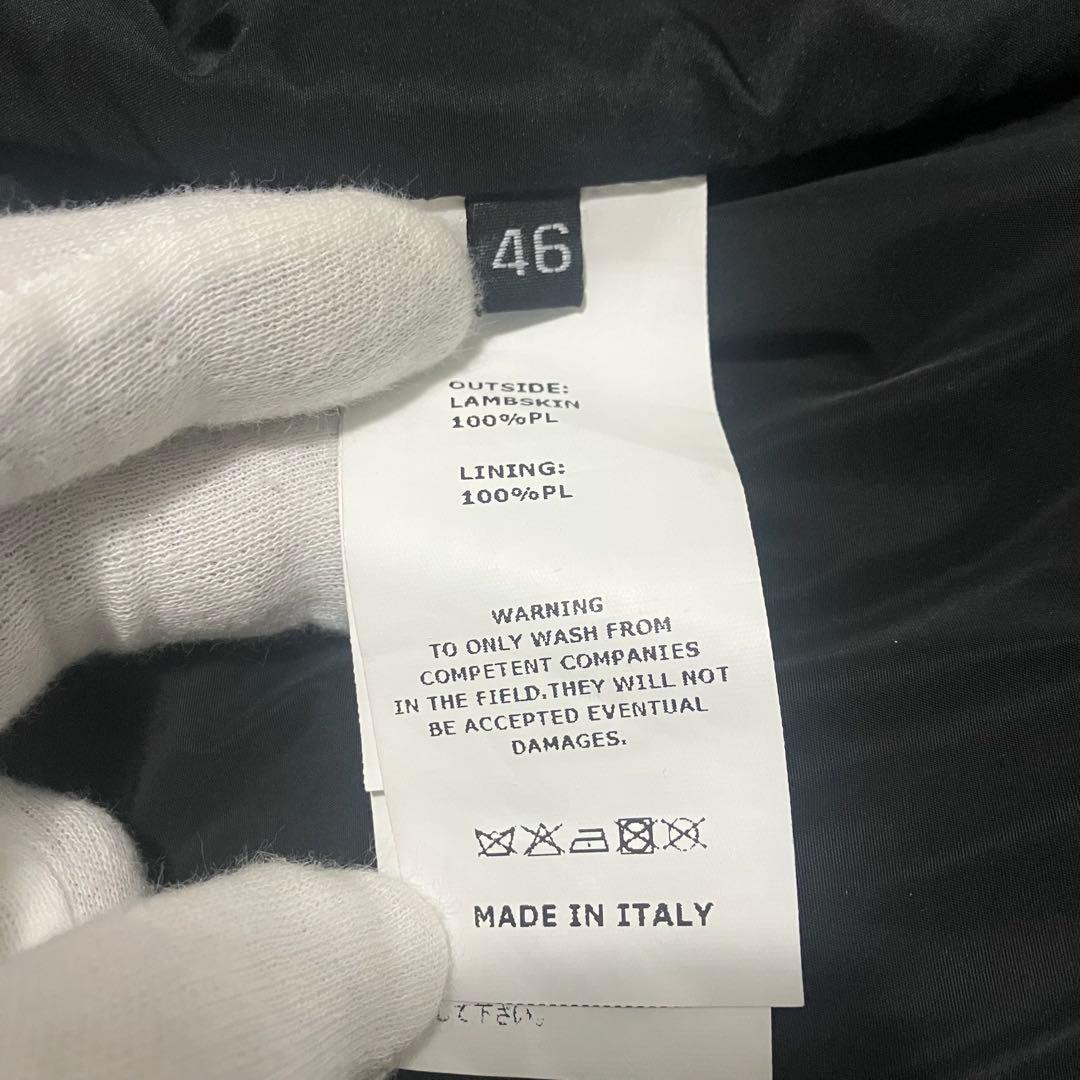 46
OUTSIDE:
LAMBSKIN
100%PL
LINING:
100%PL
WARNING
TO ONLY WASH FROM
COMPETENT COMPANIES
IN THE FIELD.THEY WILL NOT
BE ACCEPTED EVENTUAL
DAMAGES.
MADE IN ITALY